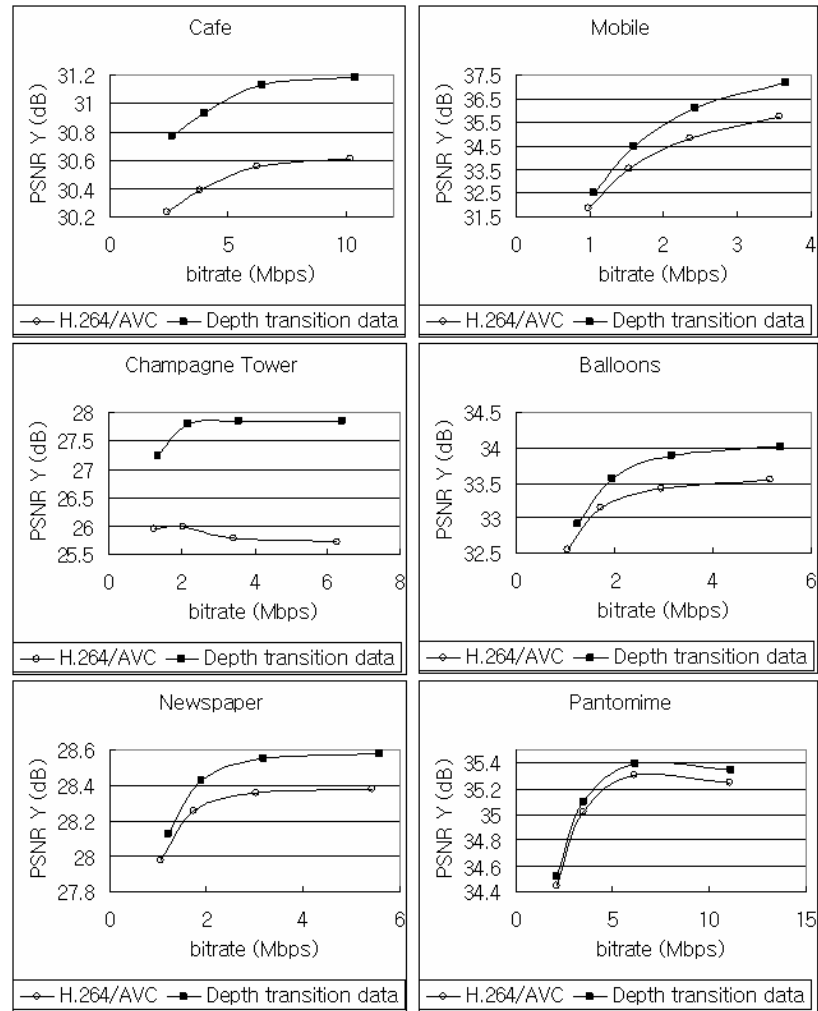 Cafe
PSNR Y (dB)
31.2
31
30.8
30.6
30.4
30.2
0 5 10
bitrate (Mbps)
H.264/AVC Depth transition data
Mobile
PSNR Y (dB)
37.5
36.5
35.5
34.5
33.5
32.5
31.5
0 1 2 3 4
bitrate (Mbps)
H.264/AVC Depth transition data
Champagne Tower
PSNR Y (dB)
28
27.5
27
26.5
26
25.5
0 2 4 6 8
bitrate (Mbps)
H.264/AVC Depth transition data
Balloons
PSNR Y (dB)
34.5
34
33.5
33
32.5
0 2 4 6
bitrate (Mbps)
H.264/AVC Depth transition data
Newspaper
PSNR Y (dB)
28.6
28.4
28.2
28
27.8
0 2 4 6
bitrate (Mbps)
H.264/AVC Depth transition data
Pantomime
PSNR Y (dB)
35.4
35.2
35
34.8
34.6
34.4
0 5 10 15
bitrate (Mbps)
H.264/AVC Depth transition data